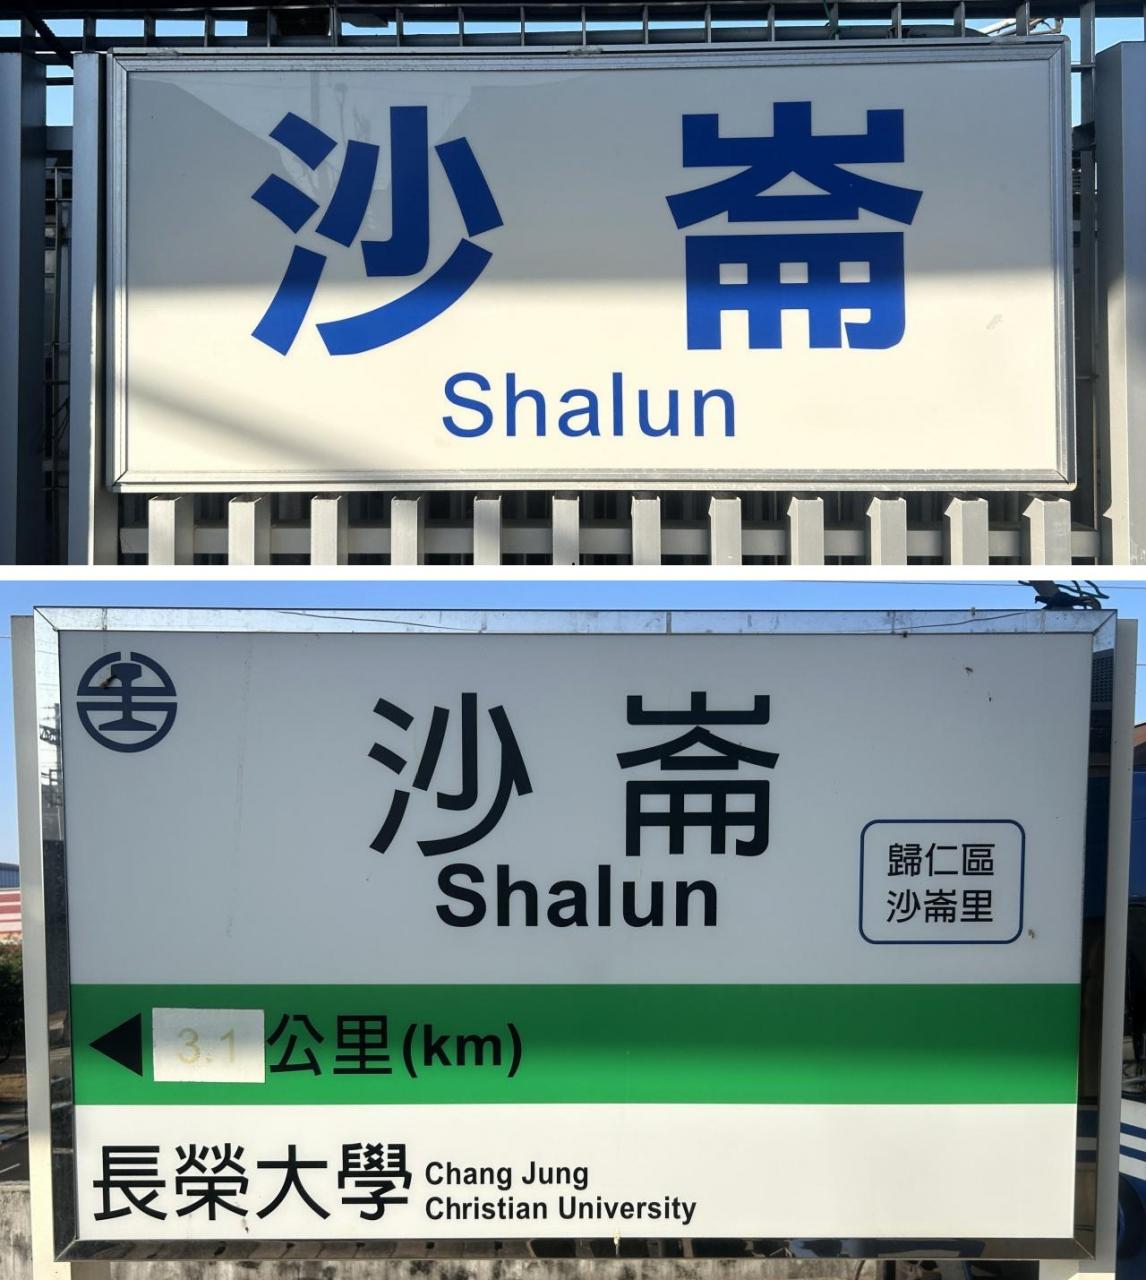 沙崙
Shalun
沙崙
Shalun
歸仁區
沙崙里
3.1 公里(km)
長榮大學 Chang Jung
Christian University